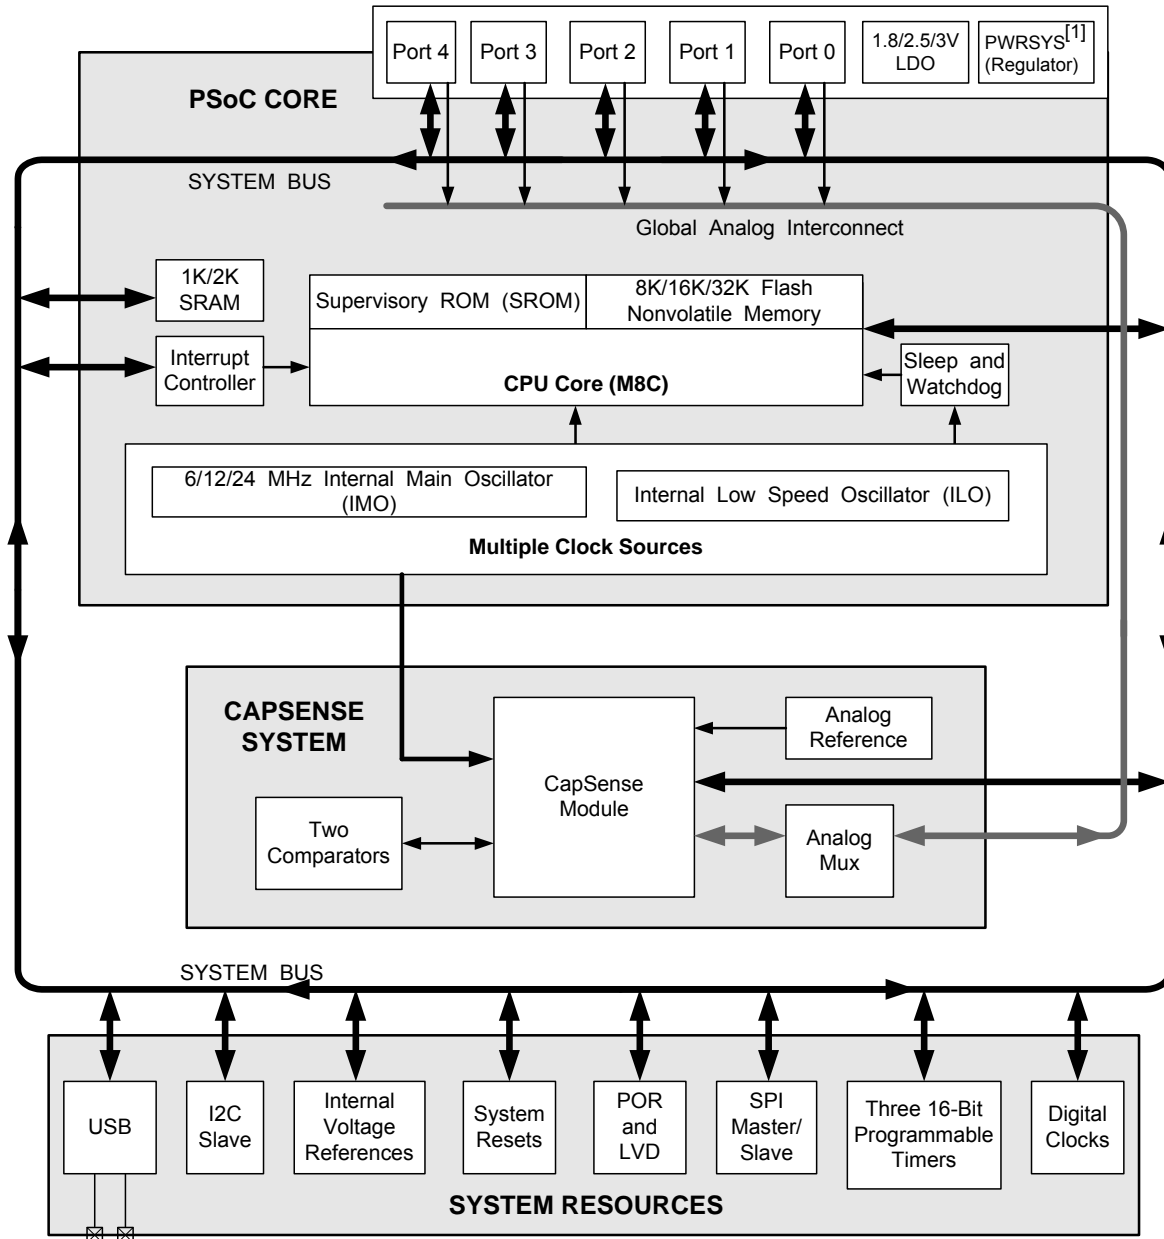 Port 4
Port 3
Port 2
Port 1
Port 0
1.8/2.5/3V
LDO
PWRSYS[1]
(Regulator)
PSoC CORE
SYSTEM BUS
Global Analog Interconnect
1K/2K
SRAM
Supervisory ROM (SROM)
8K/16K/32K Flash
Nonvolatile Memory
Interrupt
Controller
CPU Core (M8C)
Sleep and
Watchdog
6/12/24 MHz Internal Main Oscillator
(IMO)
Internal Low Speed Oscillator (ILO)
Multiple Clock Sources
CAPSENSE
SYSTEM
CapSense
Module
Analog
Reference
Two
Comparators
Analog
Mux
SYSTEM BUS
USB
I2C
Slave
Internal
Voltage
References
System
Resets
POR
and
LVD
SPI
Master/
Slave
Three 16-Bit
Programmable
Timers
Digital
Clocks
SYSTEM RESOURCES